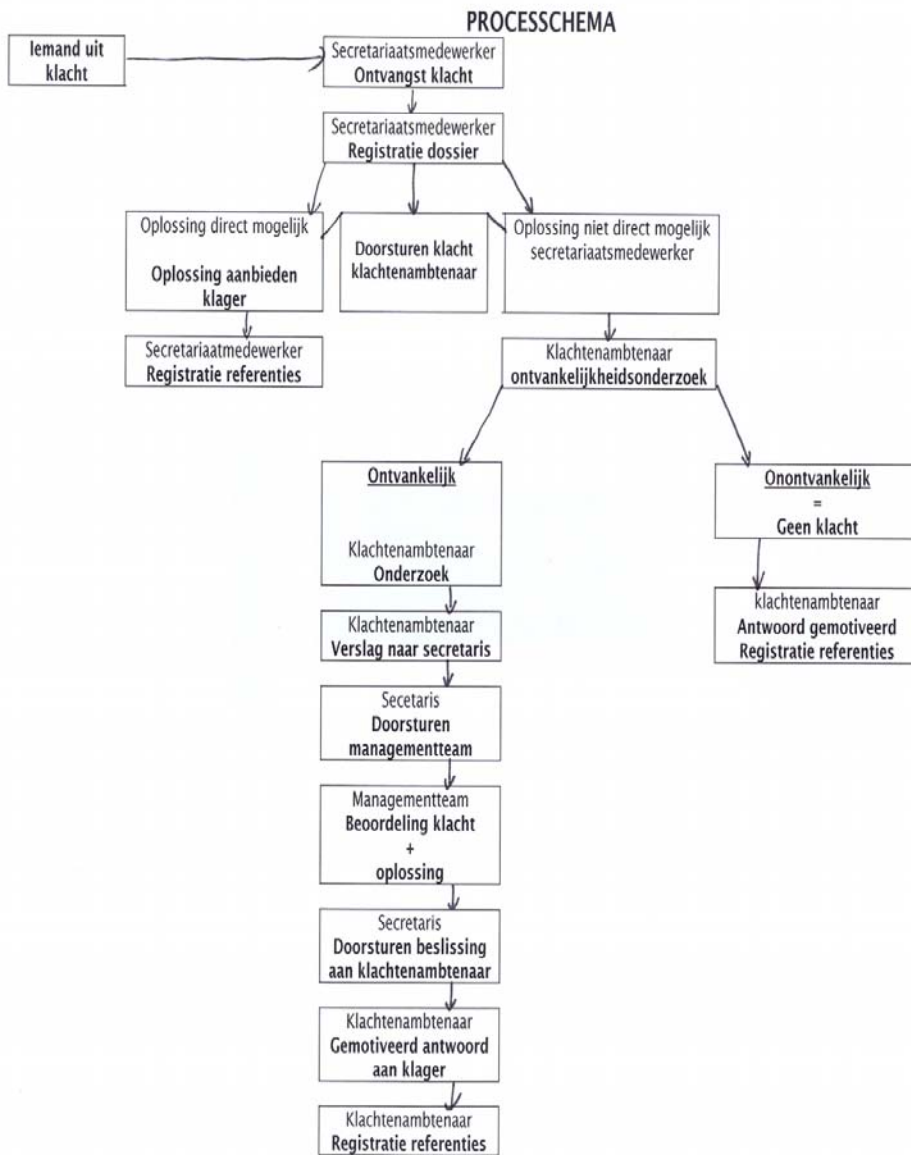 PROCESSCHEMA
Iemand uit
klacht
Secretariaatsmedewerker
Ontvangst klacht
Secretariaatsmedewerker
Registratie dossier
Oplossing direct mogelijk
Oplossing aanbieden
klager
Doorsturen klacht
klachtenambtenaar
Oplossing niet direct mogelijk
secretariaatsmedewerker
Secretariaatmedewerker
Registratie referenties
Klachtenambtenaar
ontvankelijkheidsonderzoek
Ontvankelijk
Klachtenambtenaar
Onderzoek
Onontvankelijk
=
Geen klacht
Klachtenambtenaar
Verslag naar secretaris
klachtenambtenaar
Antwoord gemotiveerd
Registratie referenties
Secetaris
Doorsturen
managementteam
Managementteam
Beoordeling klacht
+
oplossing
Secretaris
Doorsturen beslissing
aan klachtenambtenaar
Klachtenambtenaar
Gemotiveerd antwoord
aan klager
Klachtenambtenaar
Registratie referenties